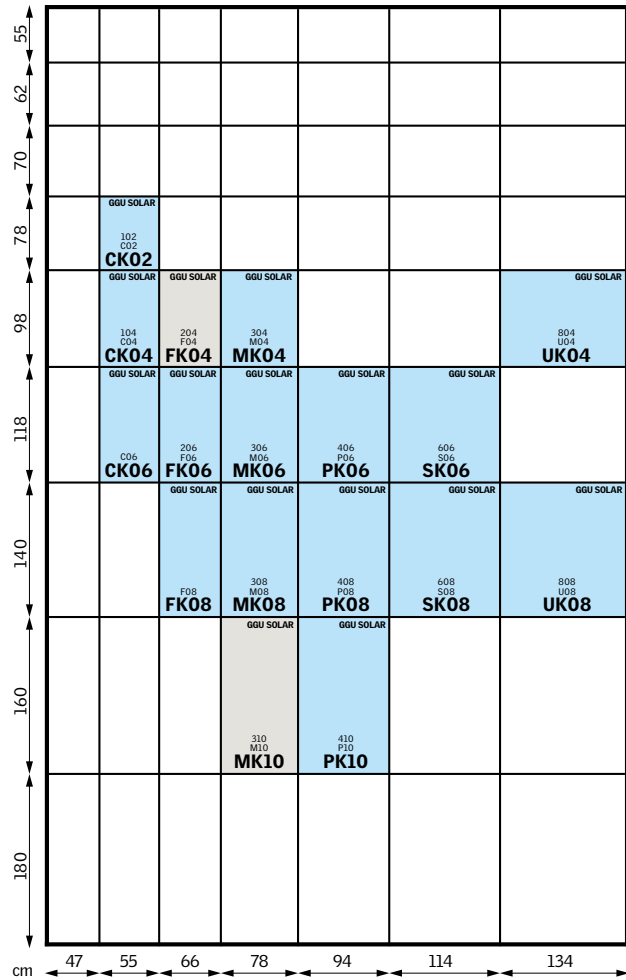 55
62
70
78
GGU SOLAR
102
C02
CK02
98
GGU SOLAR
104
C04
CK04
GGU SOLAR
204
F04
FK04
GGU SOLAR
304
M04
MK04
GGU SOLAR
804
U04
UK04
118
GGU SOLAR
C06
CK06
GGU SOLAR
206
F06
FK06
GGU SOLAR
306
M06
MK06
GGU SOLAR
406
P06
PK06
GGU SOLAR
606
S06
SK06
140
GGU SOLAR
F08
FK08
GGU SOLAR
308
M08
MK08
GGU SOLAR
408
P08
PK08
GGU SOLAR
608
S08
SK08
GGU SOLAR
808
U08
UK08
160
GGU SOLAR
310
M10
MK10
GGU SOLAR
410
P10
PK10
180
cm 47 55 66 78 94 114 134